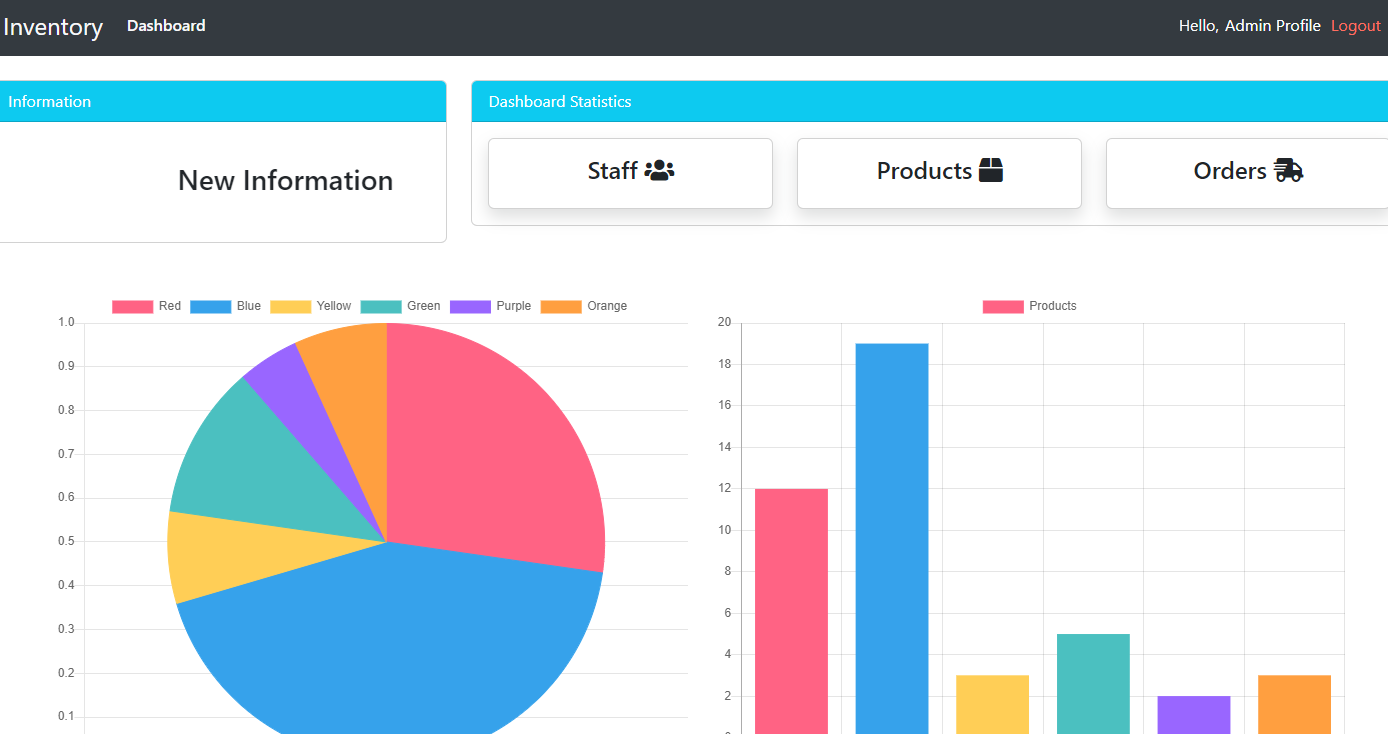 Inventory Dashboard Hello, Admin Profile Logout
Information
Dashboard Statistics
New Information
Staff
Products
Orders
Red Blue Yellow Green Purple Orange
1.0
0.9
0.8
0.7
0.6
0.5
0.4
0.3
0.2
0.1
Products
20
18
16
14
12
10
8
6
4
2